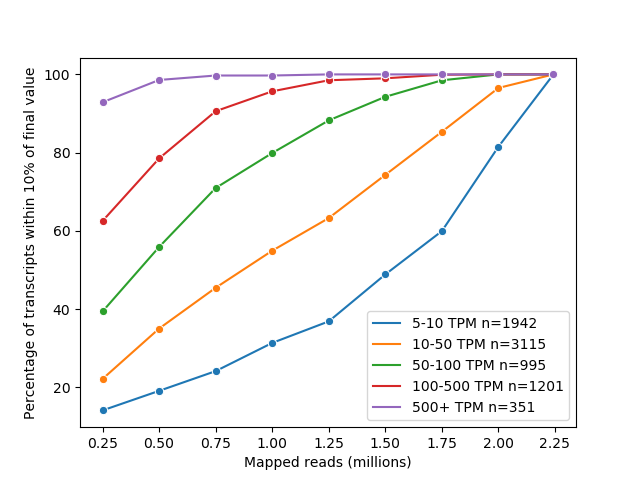 Percentage of transcripts within 10% of final value
100
80
60
40
20
0.25 0.50 0.75 1.00 1.25 1.50 1.75 2.00 2.25
Mapped reads (millions)
5-10 TPM n=1942
10-50 TPM n=3115
50-100 TPM n=995
100-500 TPM n=1201
500+ TPM n=351